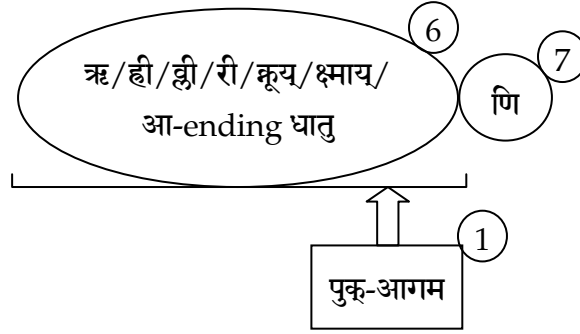 6
7
ऋ/ह्री/व्ली/री/क्नूय्/क्ष्माय्/
आ-ending धातु
णि
1
पुक्-आगम